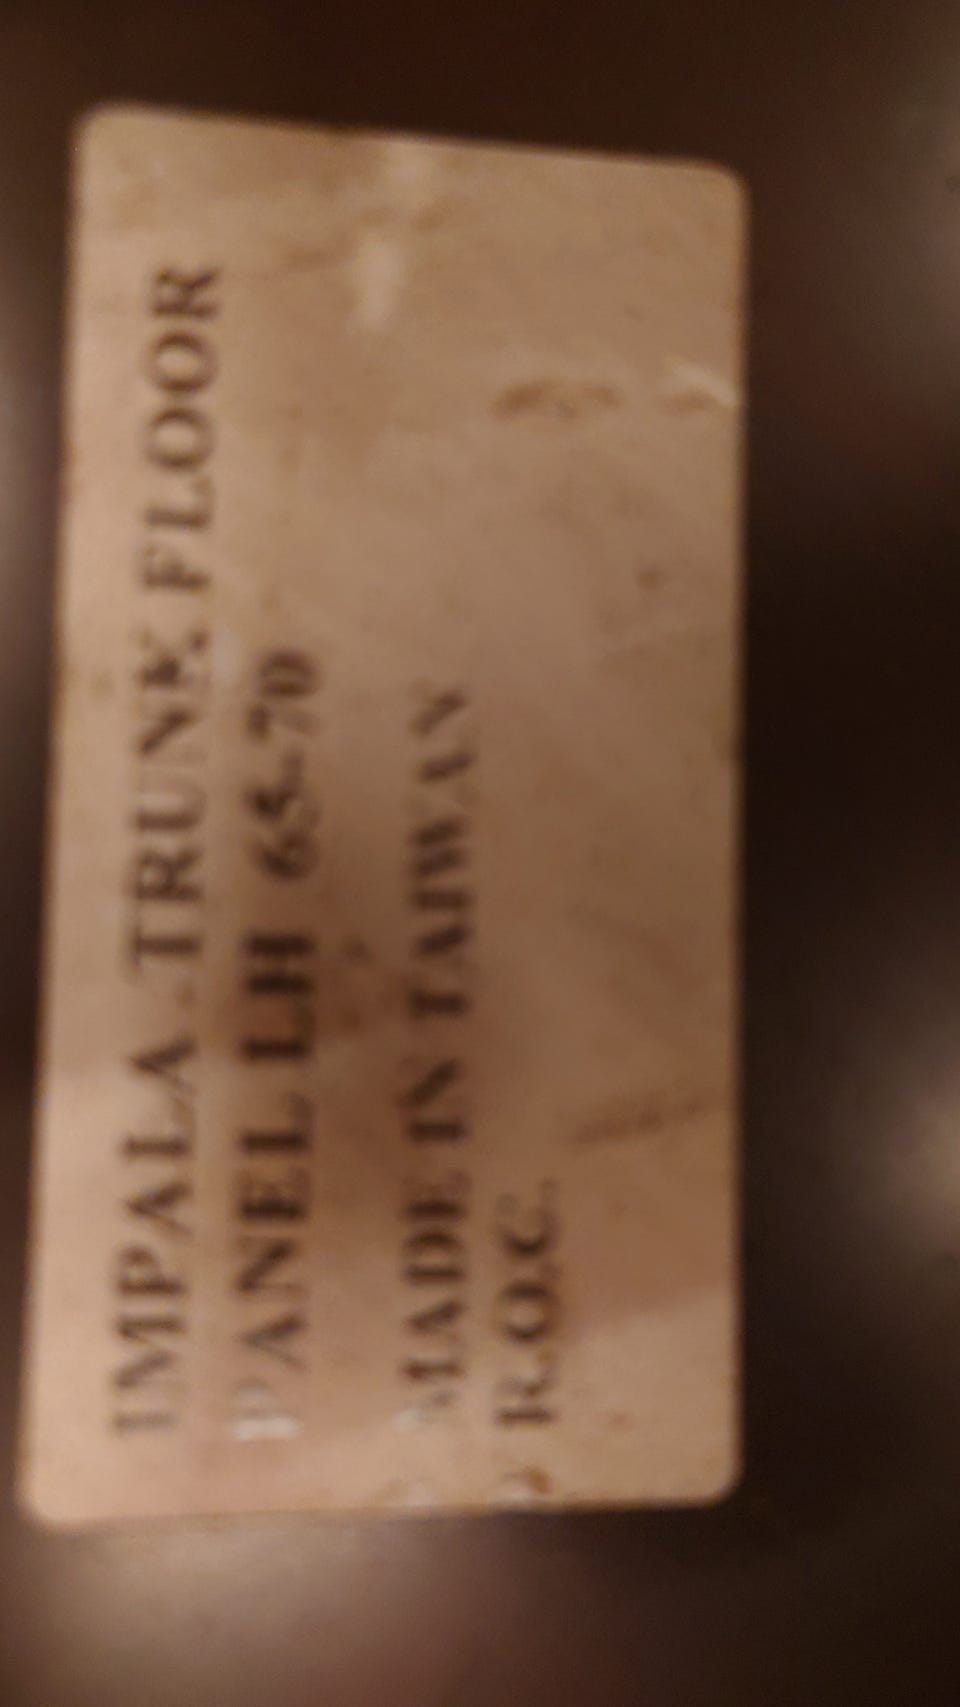 IMPALA TRUNK FLOOR
PANEL LH 65-70
MADE IN TAIWAN
R.O.C.